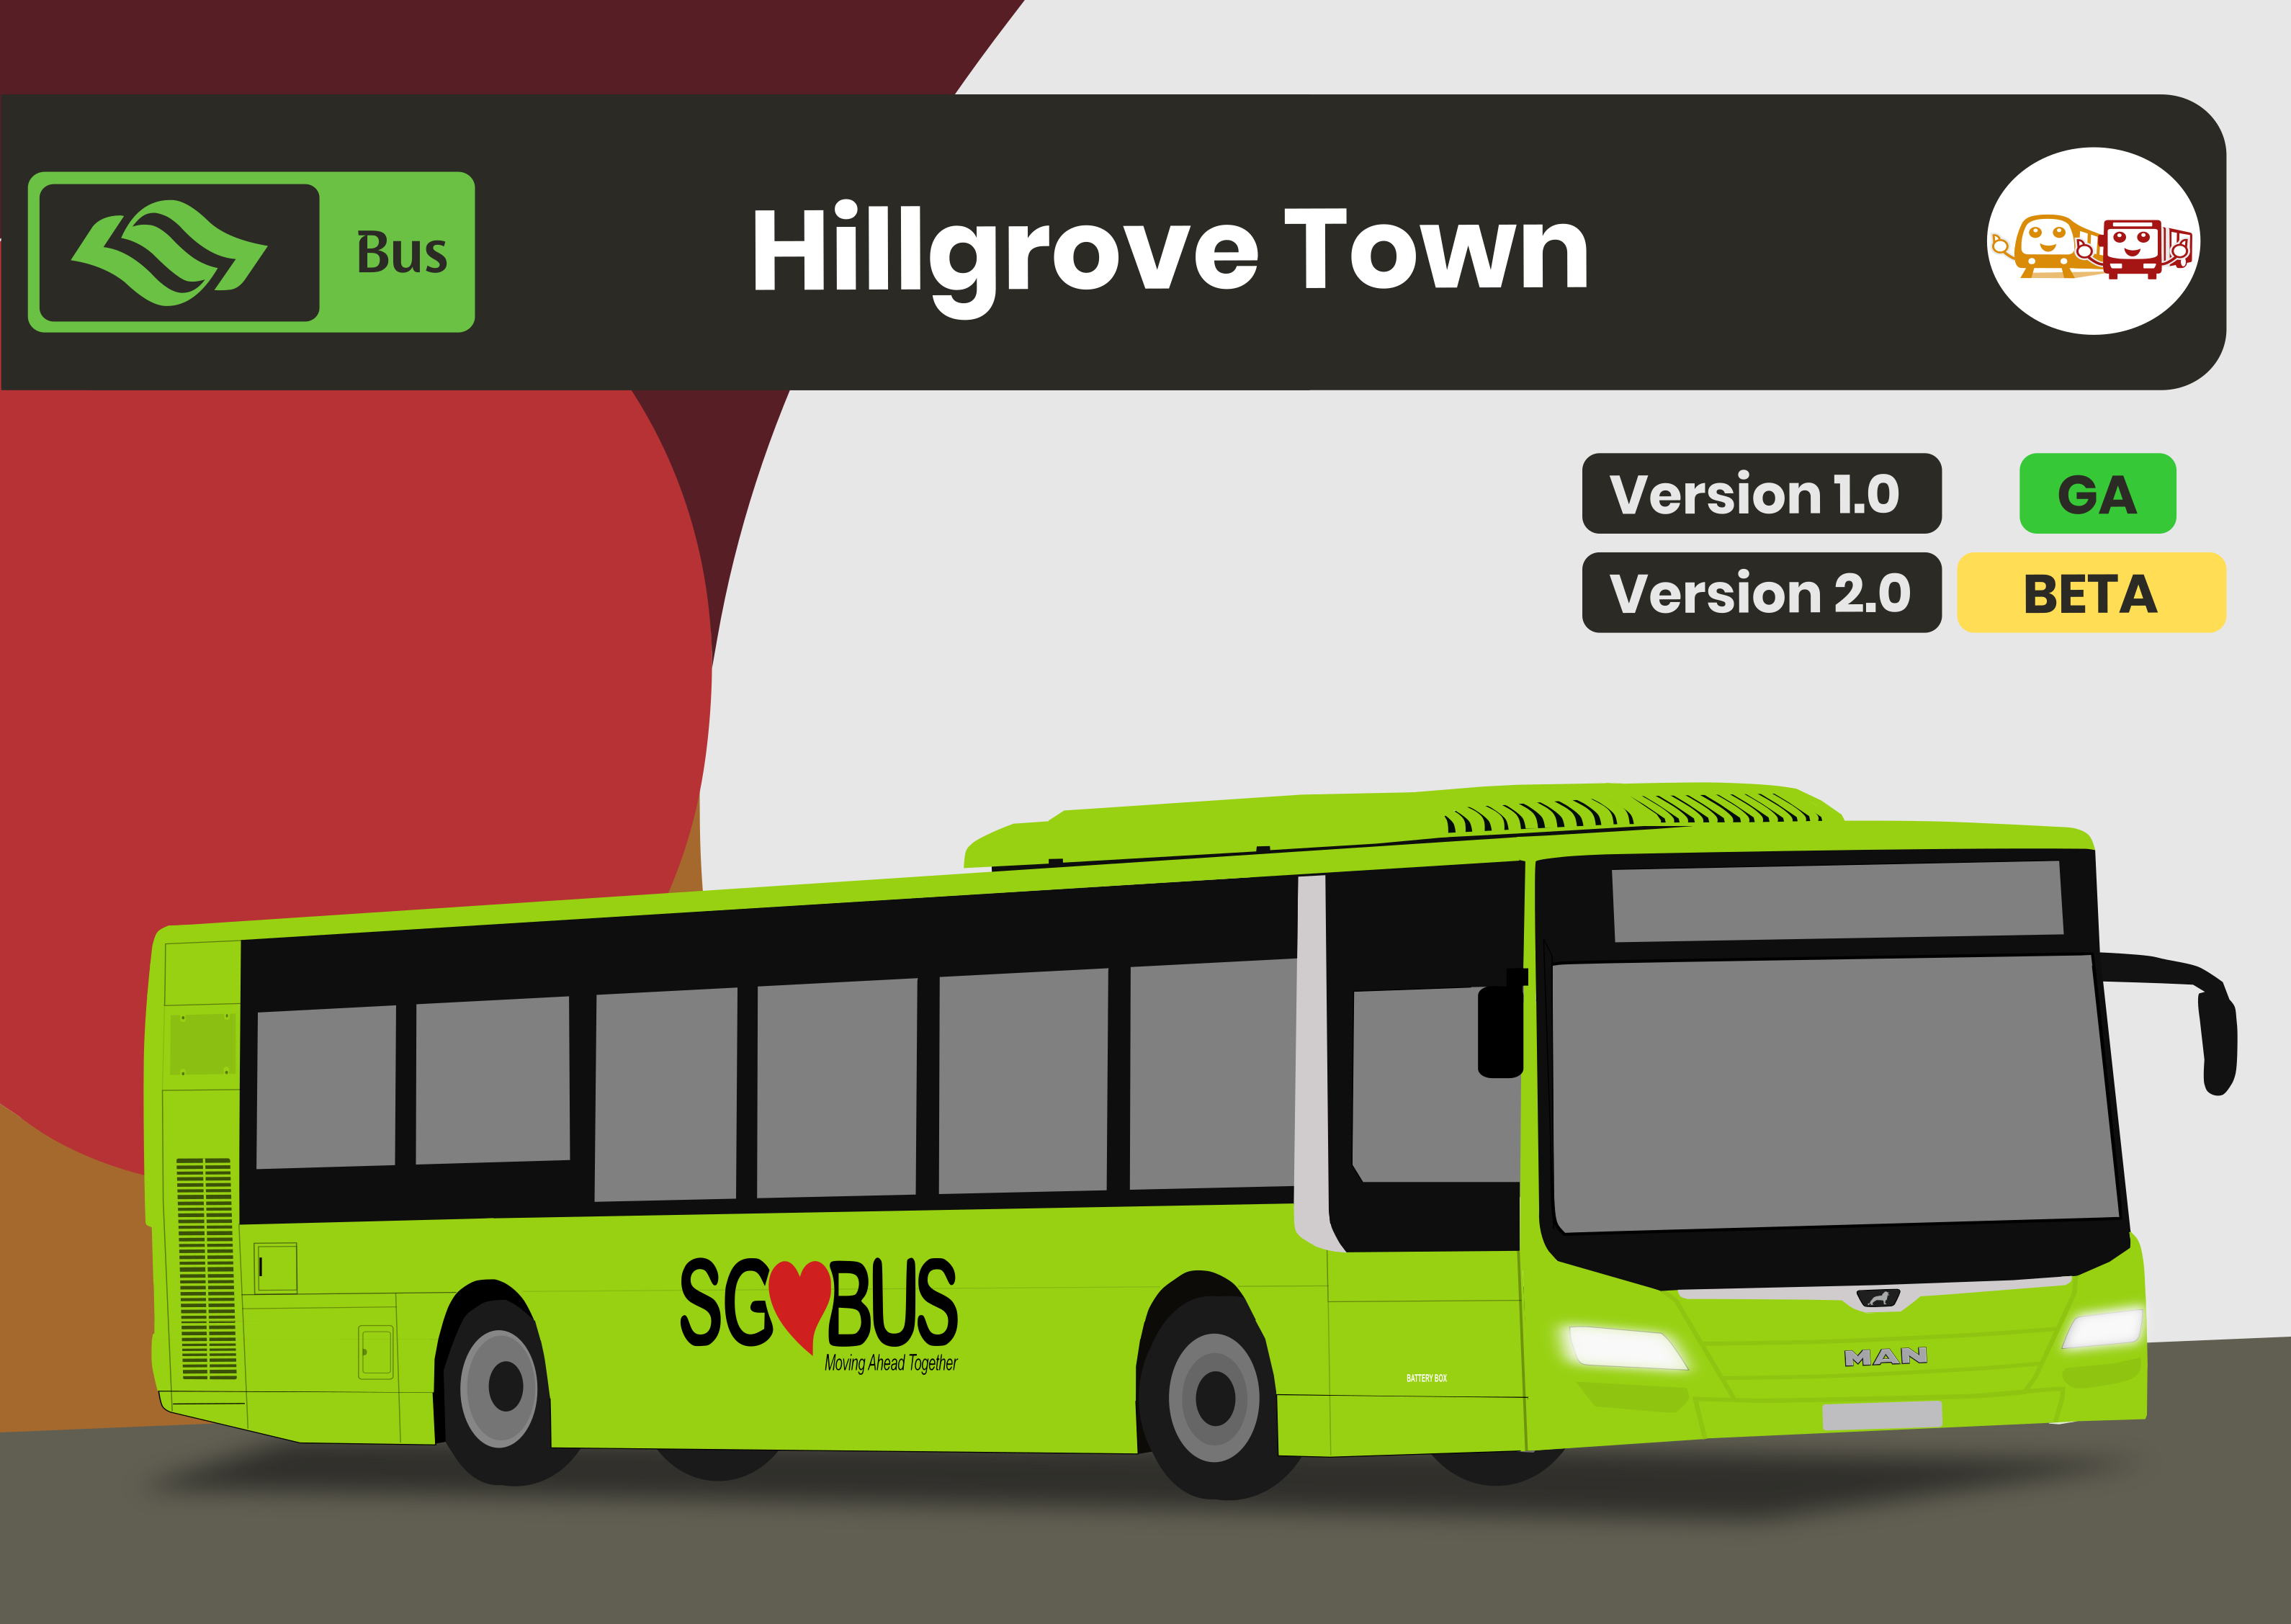 Bus
Hillgrove Town
Version 1.0
GA
Version 2.0
BETA
SG BUS
Moving Ahead Together
BATTERY BOX
MAN